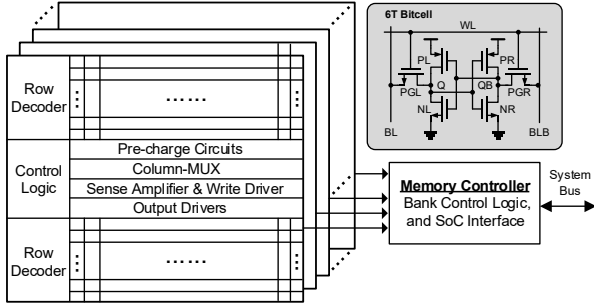 6T Bitcell
WL
PL
PR
PGL
Q
QB
PGR
NL
NR
BL
BLB
Row
Decoder
......
Control
Logic
Pre-charge Circuits
Column-MUX
Sense Amplifier & Write Driver
Output Drivers
Row
Decoder
......
Memory Controller
Bank Control Logic,
and SoC Interface
System
Bus